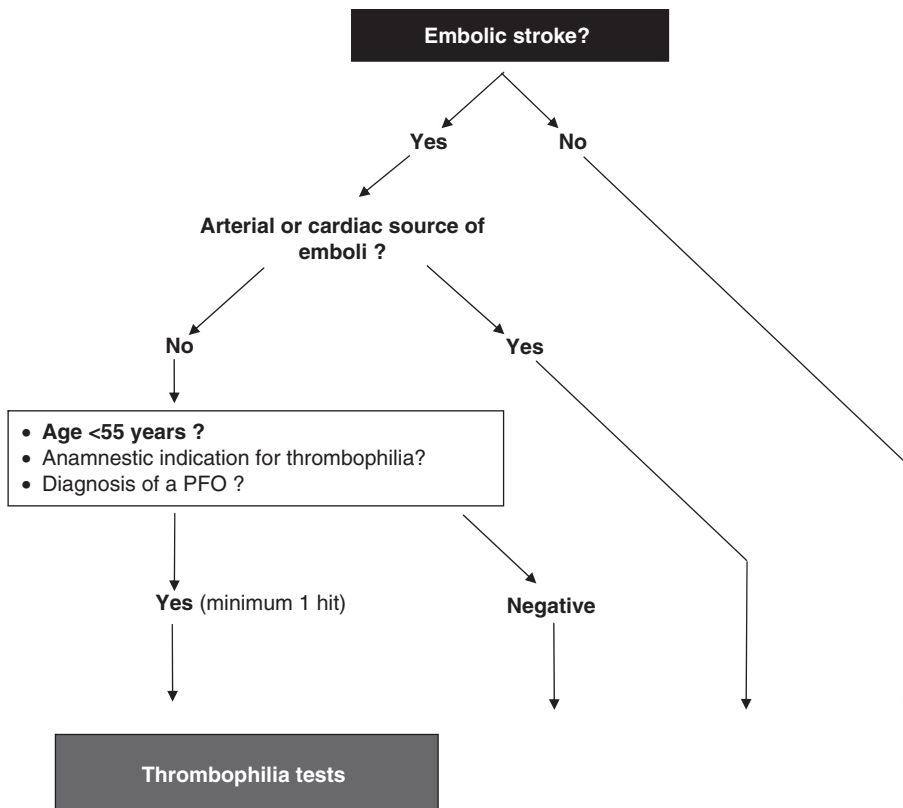 Embolic stroke?
Yes
No
Arterial or cardiac source of
emboli ?
No
Yes
• Age <55 years ?
• Anamnestic indication for thrombophilia?
• Diagnosis of a PFO ?
Yes (minimum 1 hit)
Negative
Thrombophilia tests